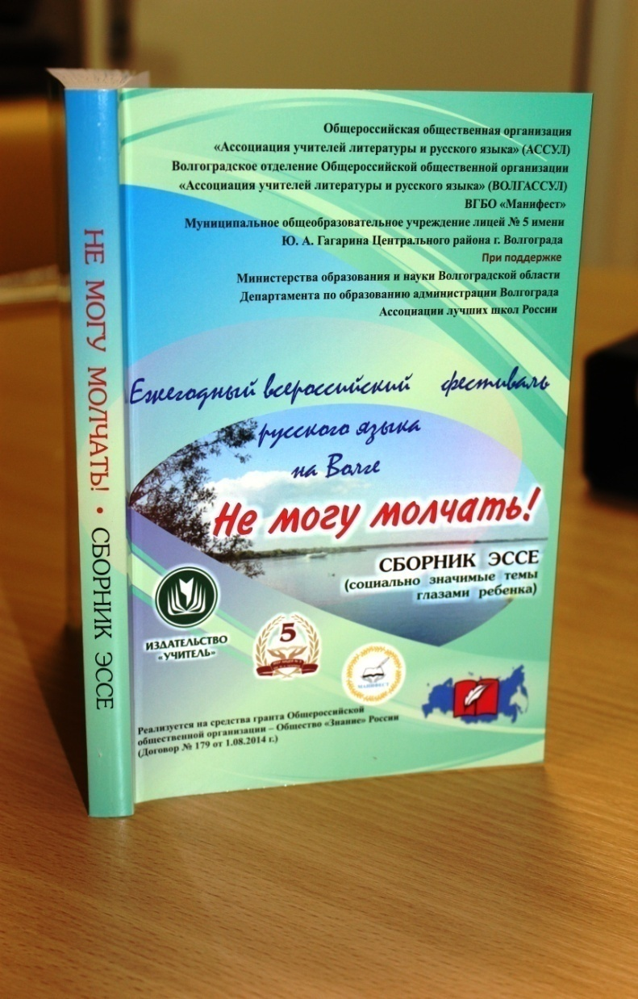 НЕ МОГУ МОЛЧАТЬ! • СБОРНИК ЭССЕ
Общероссийская общественная организация
«Ассоциация учителей литературы и русского языка» (АССУЛ)
Волгоградское отделение Общероссийской общественной организации
«Ассоциация учителей литературы и русского языка» (ВОЛГАССУЛ)
ВГБО «Манифест»
Муниципальное общеобразовательное учреждение лицей № 5 имени
Ю. А. Гагарина Центрального района г. Волгограда
При поддержке
Министерства образования и науки Волгоградской области
Департамента по образованию администрации Волгограда
Ассоциации лучших школ России
Ежегодный всероссийский фестиваль
русского языка
на Волге
Не могу молчать!
СБОРНИК ЭССЕ
(социально значимые темы
глазами ребенка)
ИЗДАТЕЛЬСТВО
«УЧИТЕЛЬ»
5
МАНИФЕСТ
Реализуется на средства гранта Общероссийской
общественной организации – Общество «Знание» России
(Договор № 179 от 1.08.2014 г.)